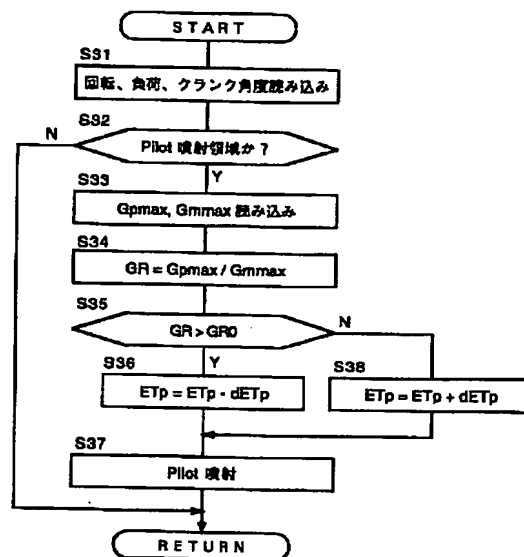 START
S31
回転、負荷、クランク角度読み込み
S32
N
Pilot 噴射領域か？
Y
S33
Gpmax, Gmmax 読み込み
S34
GR = Gpmax / Gmmax
S35
GR > GR0
N
S36
Y
S38
ETp = ETp - dETp
ETp = ETp + dETp
S37
Pilot 噴射
RETURN